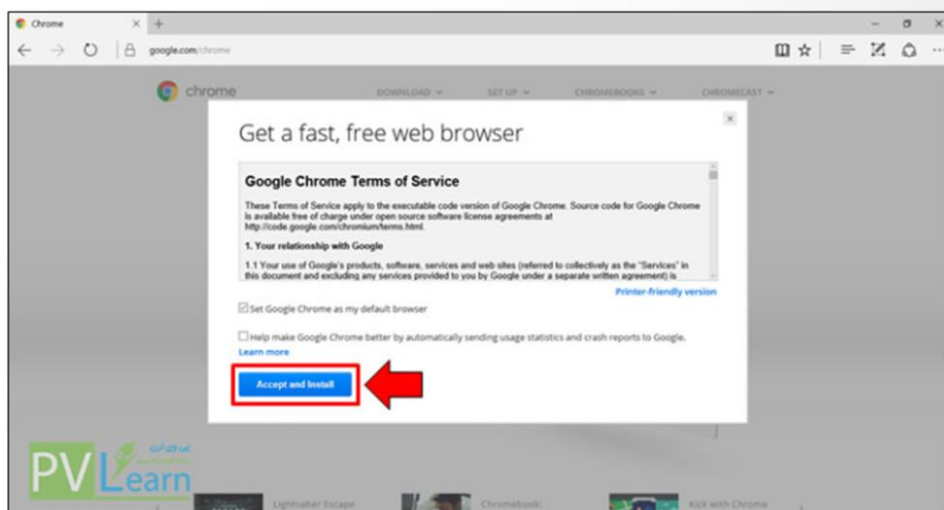 Chrome
google.com/chrome
chrome
DOWNLOAD
SET UP
CHROMEBOOKS
CHROMECAST
Get a fast, free web browser
Google Chrome Terms of Service
These Terms of Service apply to the executable code version of Google Chrome. Source code for Google Chrome
is available free of charge under open source software license agreements at
http://code.google.com/chromium/terms.html.
1. Your relationship with Google
1.1 Your use of Google's products, software, services and web sites (referred to collectively as the "Services" in
this document and excluding any services provided to you by Google under a separate written agreement) is
Printer-friendly version
Set Google Chrome as my default browser
Help make Google Chrome better by automatically sending usage statistics and crash reports to Google.
Learn more
Accept and Install
PVLearn
پی وی لرن
Lightsaber Escape
Chromebook:
Kick with Chrome